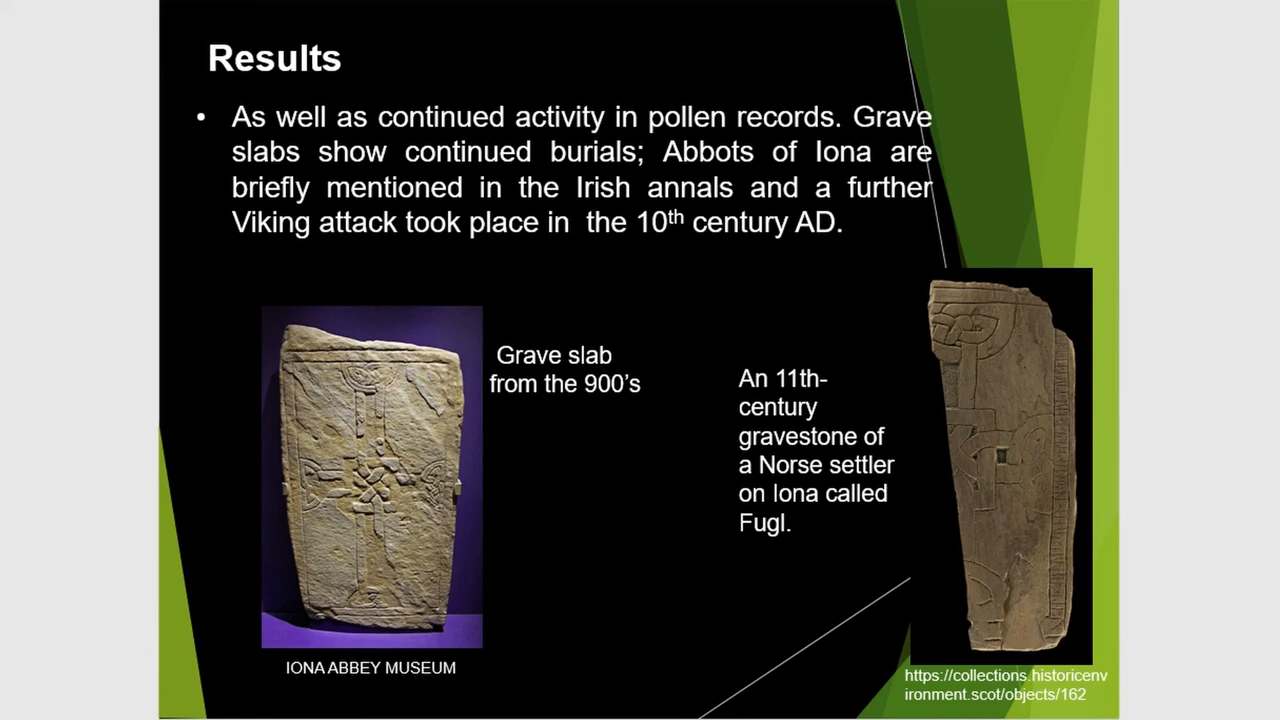 Results
• As well as continued activity in pollen records. Grave
slabs show continued burials; Abbots of Iona are
briefly mentioned in the Irish annals and a further
Viking attack took place in the 10th century AD.
Grave slab
from the 900's
An 11th-
century
gravestone of
a Norse settler
on Iona called
Fugl.
IONA ABBEY MUSEUM
https://collections.historicenv
ironment.scot/objects/162